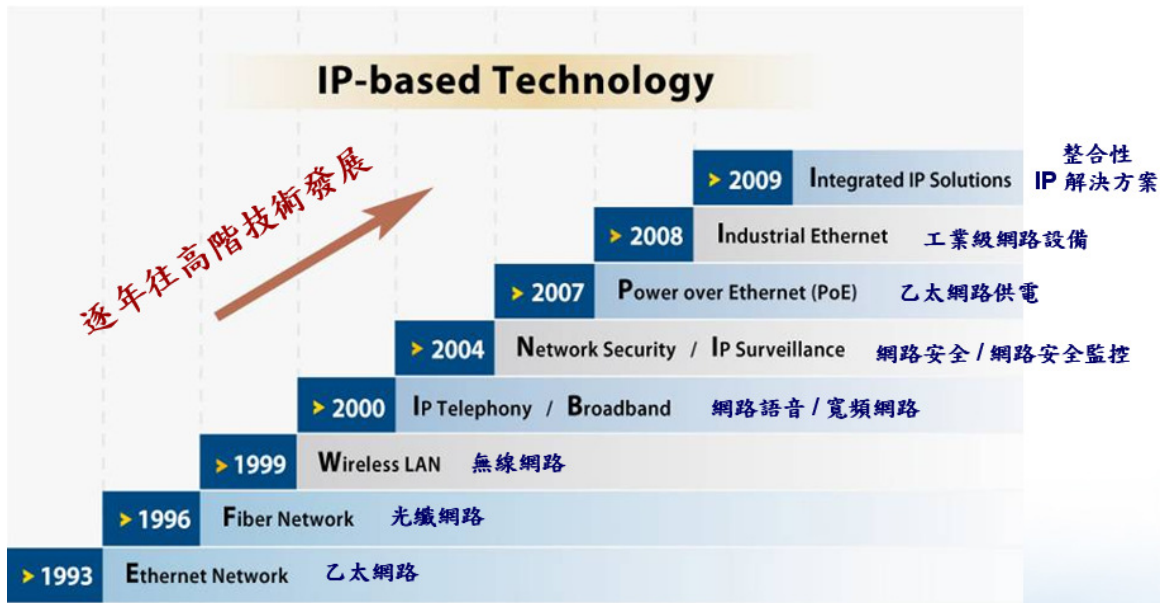 IP-based Technology
逐年往高階技術發展
> 2009 Integrated IP Solutions 整合性
IP 解決方案
> 2008 Industrial Ethernet 工業級網路設備
> 2007 Power over Ethernet (PoE) 乙太網路供電
> 2004 Network Security / IP Surveillance 網路安全 / 網路安全監控
> 2000 IP Telephony / Broadband 網路語音 / 寬頻網路
> 1999 Wireless LAN 無線網路
> 1996 Fiber Network 光纖網路
> 1993 Ethernet Network 乙太網路